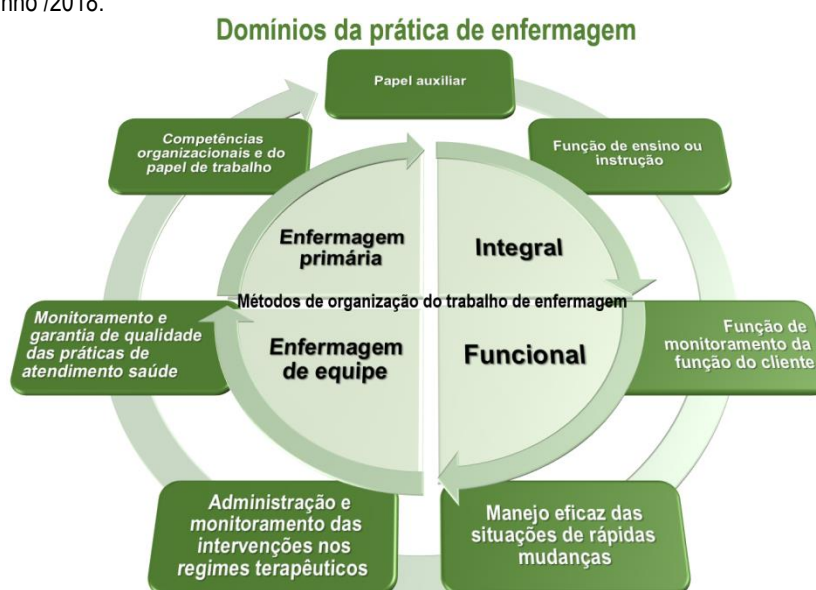 nho /2018.
Domínios da prática de enfermagem
Papel auxiliar
Competências
organizacionais e do
papel de trabalho
Função de ensino ou
instrução
Enfermagem
primária
Integral
Métodos de organização do trabalho de enfermagem
Monitoramento e
garantia de qualidade
das práticas de
atendimento saúde
Função de
monitoramento da
função do cliente
Enfermagem
de equipe
Funcional
Administração e
monitoramento das
intervenções nos
regimes terapêuticos
Manejo eficaz das
situações de rápidas
mudanças